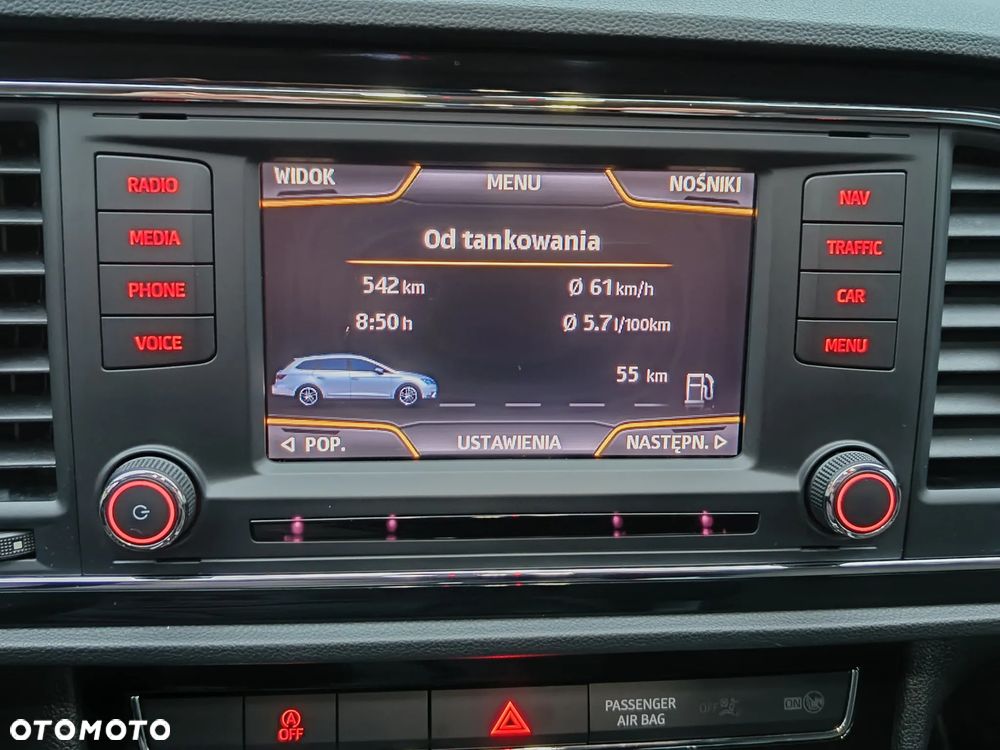 WIDOK MENU NOŚNIKI
RADIO
MEDIA
PHONE
VOICE
Od tankowania
542 km Ø 61 km/h
8:50 h Ø 5.7 l/100km
55 km
◁ POP. USTAWIENIA NASTĘPN. ▷
NAV
TRAFFIC
CAR
MENU
A
OFF
PASSENGER
AIR BAG
OFF
ON
OTOMOTO